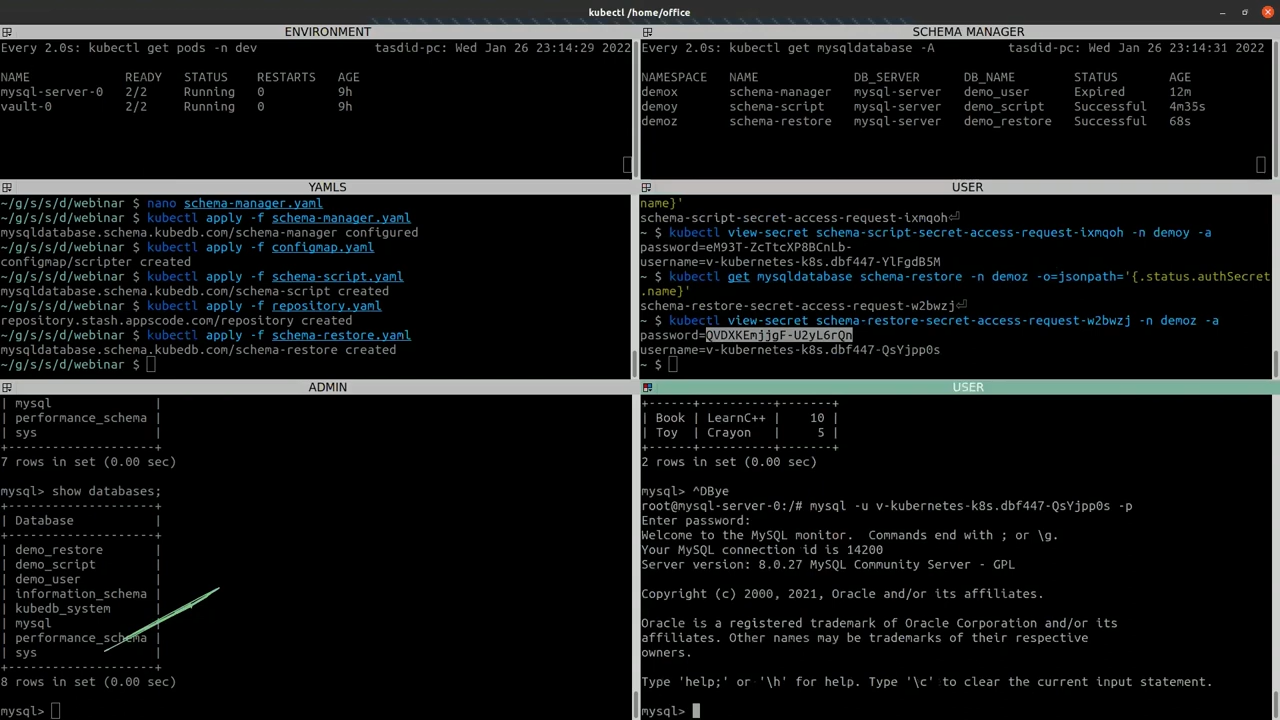 kubectl /home/office
ENVIRONMENT
Every 2.0s: kubectl get pods -n dev tasdid-pc: Wed Jan 26 23:14:29 2022
NAME READY STATUS RESTARTS AGE
mysql-server-0 2/2 Running 0 9h
vault-0 2/2 Running 0 9h
SCHEMA MANAGER
Every 2.0s: kubectl get mysqldatabase -A tasdid-pc: Wed Jan 26 23:14:31 2022
NAMESPACE NAME DB_SERVER DB_NAME STATUS AGE
demox schema-manager mysql-server demo_user Expired 12m
demoy schema-script mysql-server demo_script Successful 4m35s
demoz schema-restore mysql-server demo_restore Successful 68s
YAMLS
~/g/s/s/d/webinar $ nano schema-manager.yaml
~/g/s/s/d/webinar $ kubectl apply -f schema-manager.yaml
mysqldatabase.schema.kubedb.com/schema-manager configured
~/g/s/s/d/webinar $ kubectl apply -f configmap.yaml
configmap/scripter created
~/g/s/s/d/webinar $ kubectl apply -f schema-script.yaml
mysqldatabase.schema.kubedb.com/schema-script created
~/g/s/s/d/webinar $ kubectl apply -f repository.yaml
repository.stash.appscode.com/repository created
~/g/s/s/d/webinar $ kubectl apply -f schema-restore.yaml
mysqldatabase.schema.kubedb.com/schema-restore created
~/g/s/s/d/webinar $
USER
name}'
schema-script-secret-access-request-ixmqoh⏎
~ $ kubectl view-secret schema-script-secret-access-request-ixmqoh -n demoy -a
password=eM93T-ZcTtcXP8BCnLb-
username=v-kubernetes-k8s.dbf447-YlFgdB5M
~ $ kubectl get mysqldatabase schema-restore -n demoz -o=jsonpath='{.status.authSecret
.name}'
schema-restore-secret-access-request-w2bwzj⏎
~ $ kubectl view-secret schema-restore-secret-access-request-w2bwzj -n demoz -a
password=QVDXKEmjjgF-U2yL6rQn
username=v-kubernetes-k8s.dbf447-QsYjpp0s
~ $
ADMIN
| mysql |
| performance_schema |
| sys |
+--------------------+
7 rows in set (0.00 sec)
mysql> show databases;
+--------------------+
| Database |
+--------------------+
| demo_restore |
| demo_script |
| demo_user |
| information_schema |
| kubedb_system |
| mysql |
| performance_schema |
| sys |
+--------------------+
8 rows in set (0.00 sec)
mysql>
USER
+------+----------+-------+
| Book | LearnC++ | 10 |
| Toy | Crayon | 5 |
+------+----------+-------+
2 rows in set (0.00 sec)
mysql> ^DBye
root@mysql-server-0:/# mysql -u v-kubernetes-k8s.dbf447-QsYjpp0s -p
Enter password:
Welcome to the MySQL monitor. Commands end with ; or \g.
Your MySQL connection id is 14200
Server version: 8.0.27 MySQL Community Server - GPL
Copyright (c) 2000, 2021, Oracle and/or its affiliates.
Oracle is a registered trademark of Oracle Corporation and/or its
affiliates. Other names may be trademarks of their respective
owners.
Type 'help;' or '\h' for help. Type '\c' to clear the current input statement.
mysql>